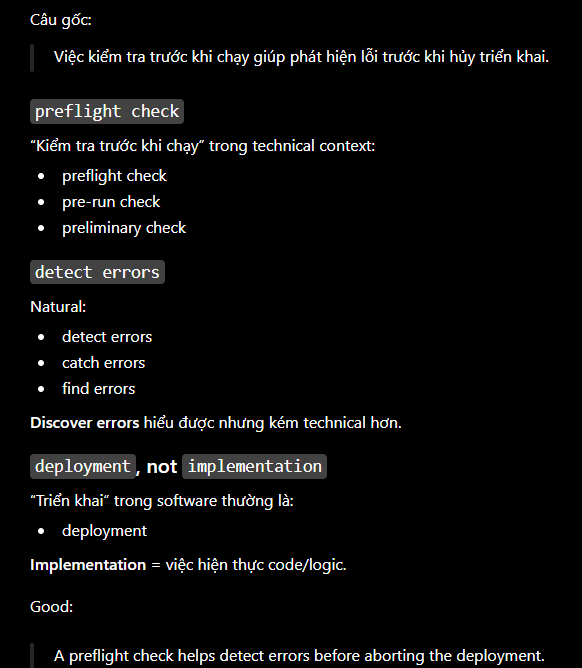 Câu gốc:
Việc kiểm tra trước khi chạy giúp phát hiện lỗi trước khi hủy triển khai.
preflight check
“Kiểm tra trước khi chạy” trong technical context:
• preflight check
• pre-run check
• preliminary check
detect errors
Natural:
• detect errors
• catch errors
• find errors
Discover errors hiểu được nhưng kém technical hơn.
deployment, not implementation
“Triển khai” trong software thường là:
• deployment
Implementation = việc hiện thực code/logic.
Good:
A preflight check helps detect errors before aborting the deployment.